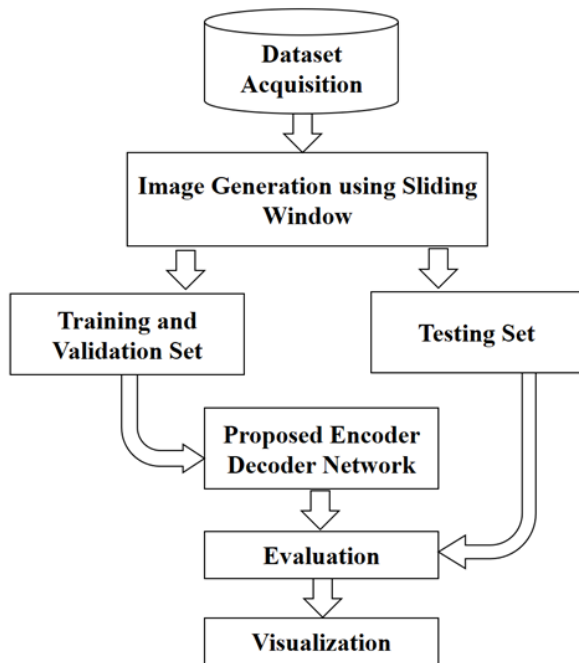 Dataset
Acquisition
Image Generation using Sliding
Window
Training and
Validation Set
Testing Set
Proposed Encoder
Decoder Network
Evaluation
Visualization